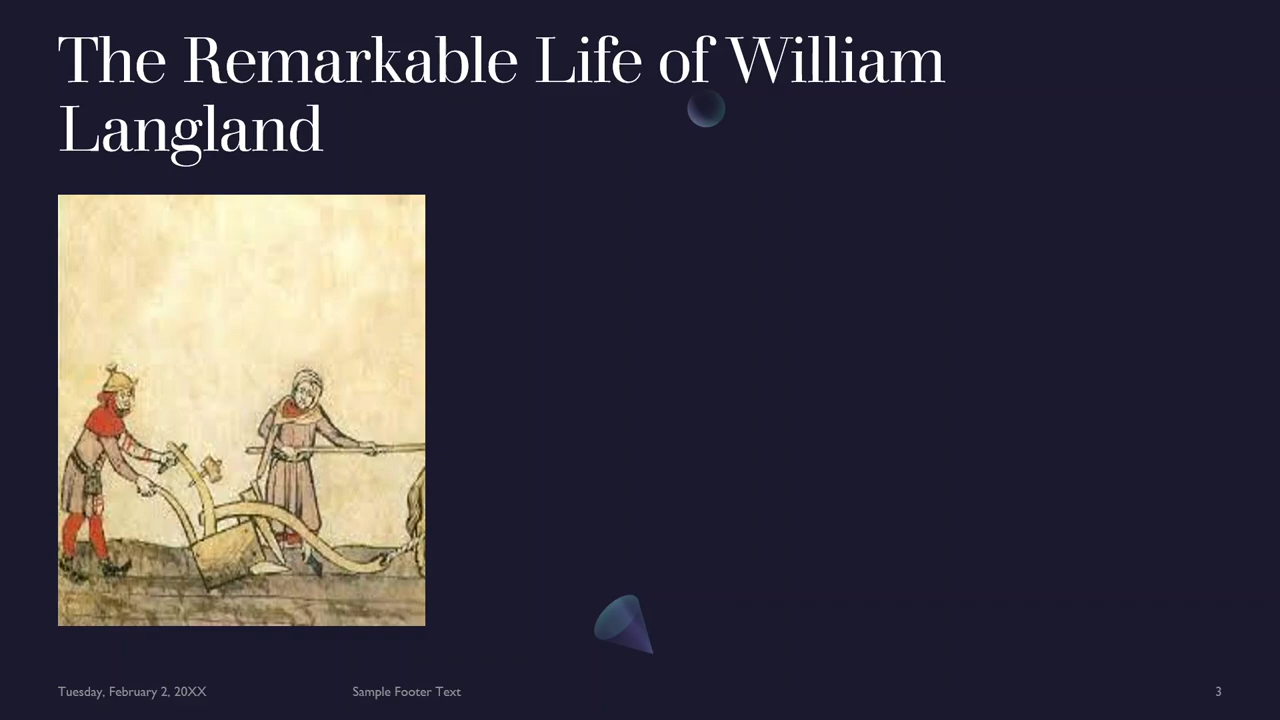 The Remarkable Life of William
Langland
Tuesday, February 2, 20XX
Sample Footer Text
3